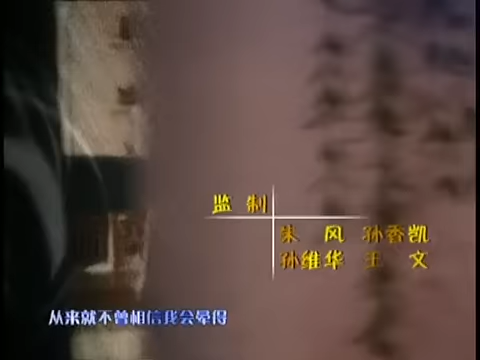 监制
朱风 孙香凯
孙维华 王文
从来就不曾相信我会晕得